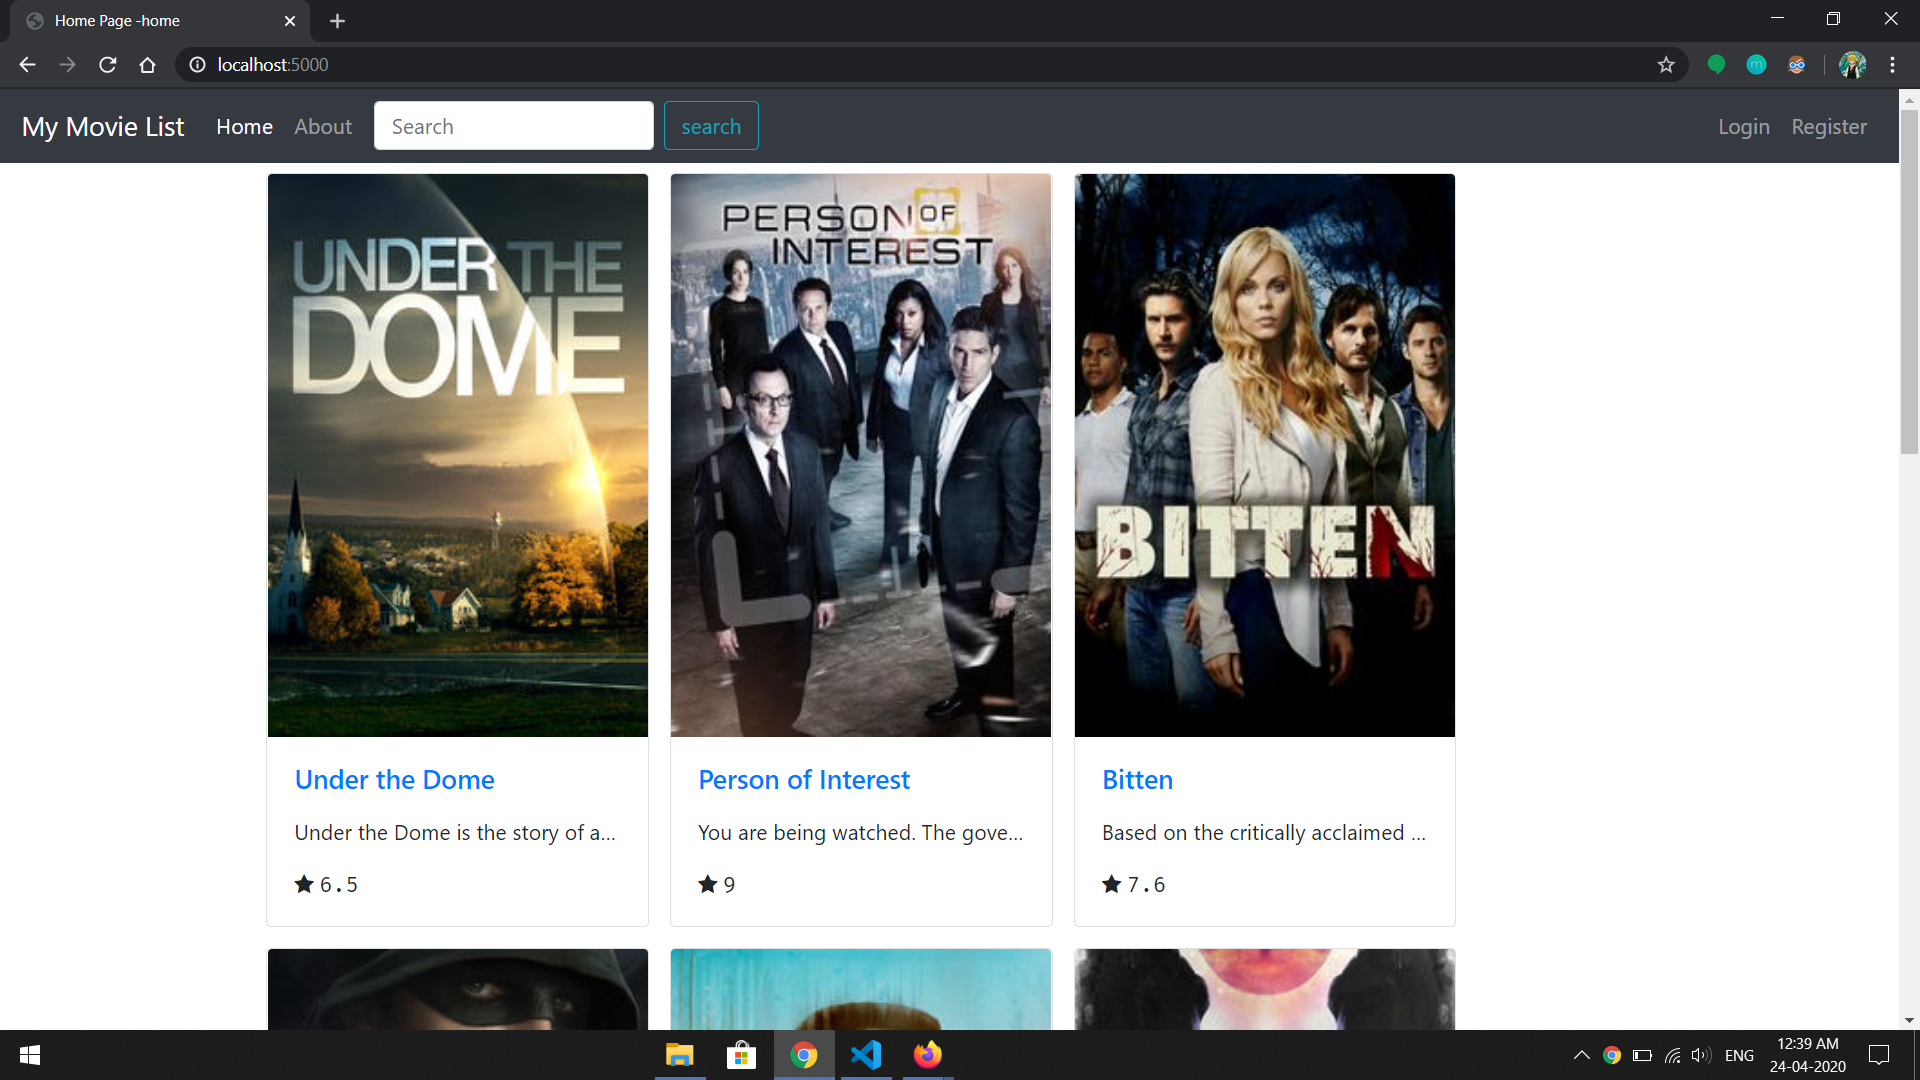 Home Page -home
localhost:5000
My Movie List Home About Search search Login Register
UNDER THE
DOME
PERSON OF
INTEREST
BITTEN
Under the Dome
Under the Dome is the story of a...
6.5
Person of Interest
You are being watched. The gove...
9
Bitten
Based on the critically acclaimed ...
7.6
ENG
12:39 AM
24-04-2020